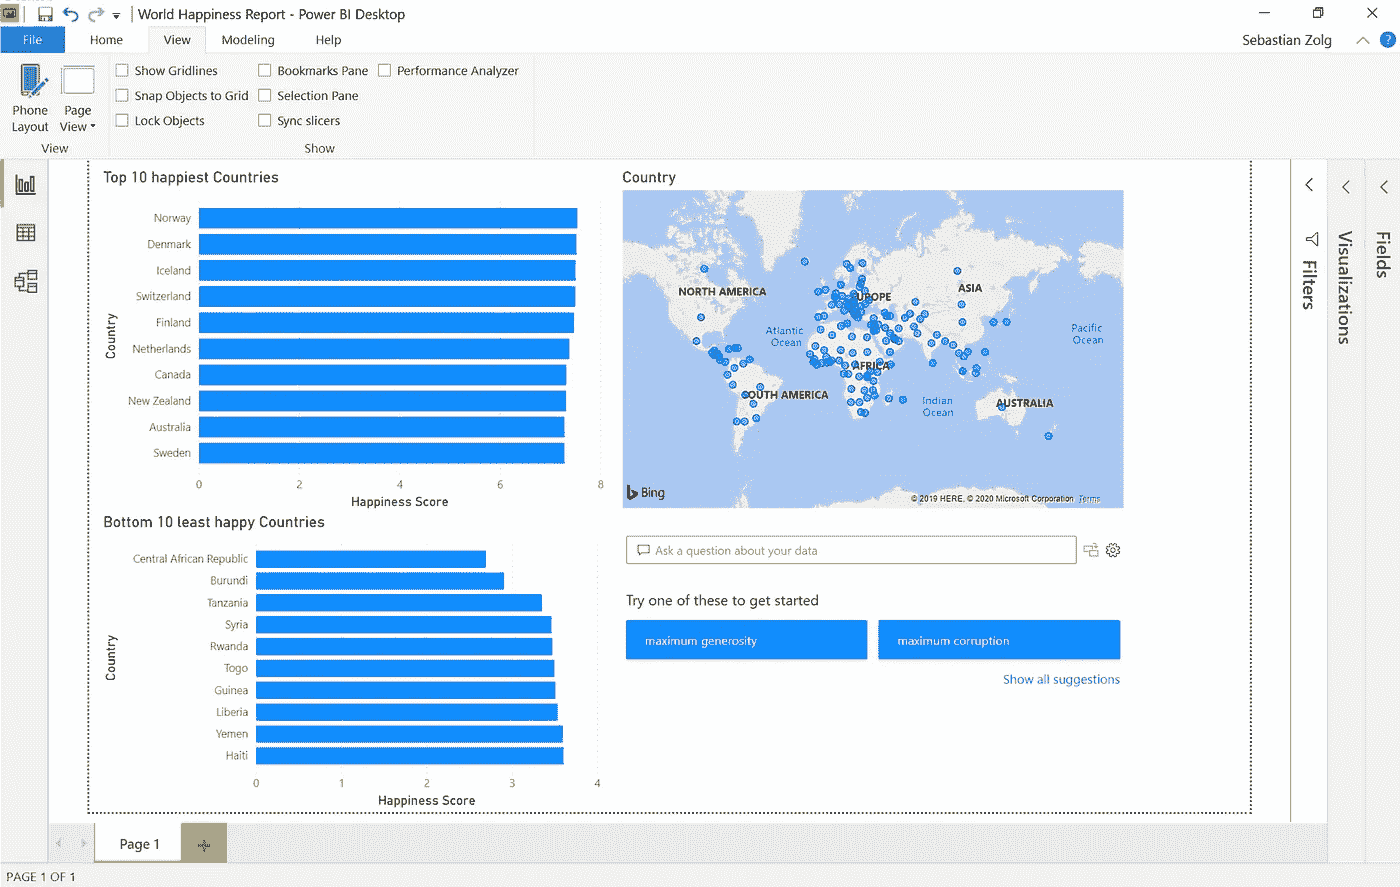 World Happiness Report - Power BI Desktop
File Home View Modeling Help
Sebastian Zolg
Phone Layout
Page View
Show Gridlines
Snap Objects to Grid
Lock Objects
Bookmarks Pane
Selection Pane
Sync slicers
Performance Analyzer
View
Show
Top 10 happiest Countries
Country
Norway
Denmark
Iceland
Switzerland
Finland
Netherlands
Canada
New Zealand
Australia
Sweden
0 2 4 6 8
Happiness Score
Bottom 10 least happy Countries
Country
Central African Republic
Burundi
Tanzania
Syria
Rwanda
Togo
Guinea
Liberia
Yemen
Haiti
0 1 2 3 4
Happiness Score
Country
NORTH AMERICA
EUROPE
ASIA
Atlantic
Ocean
Pacific
Ocean
AFRICA
SOUTH AMERICA
Indian
Ocean
AUSTRALIA
Bing
© 2019 HERE, © 2020 Microsoft Corporation Terms
Ask a question about your data
Try one of these to get started
maximum generosity
maximum corruption
Show all suggestions
Filters
Visualizations
Fields
Page 1
PAGE 1 OF 1